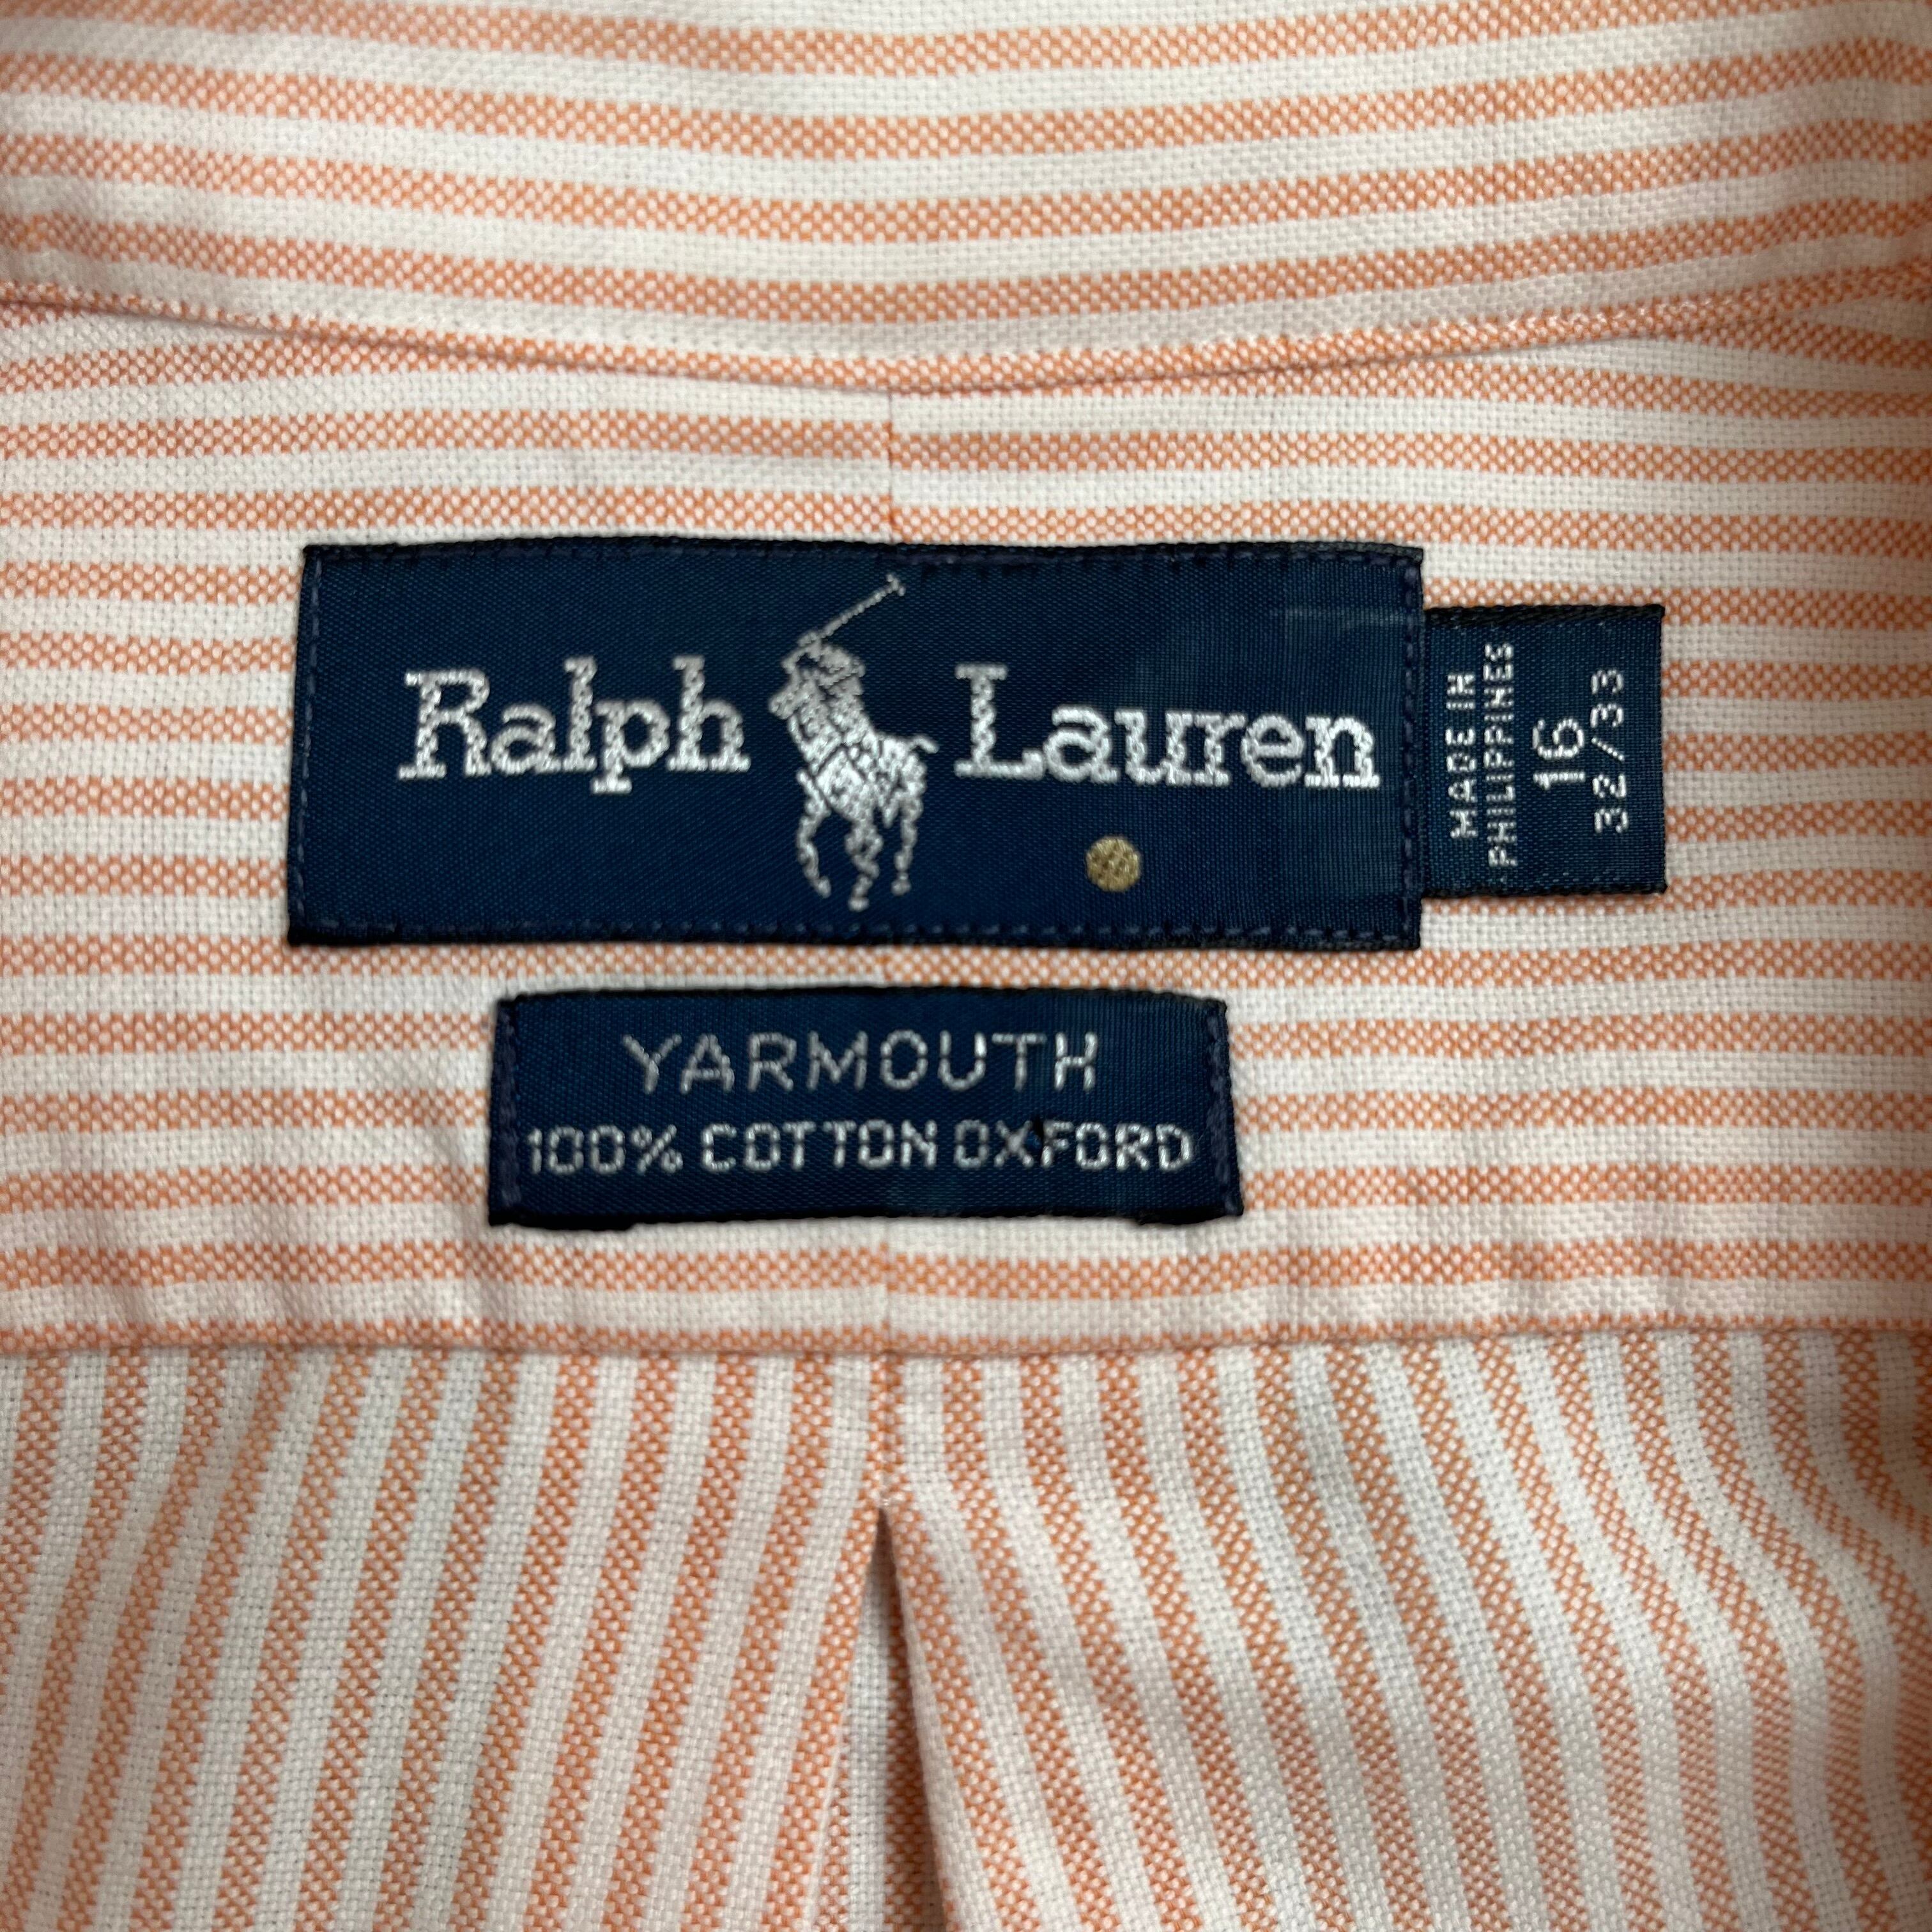 Ralph Lauren
MADE IN
PHILIPPINES
16
32/33
YARMOUTH
100% COTTON OXFORD